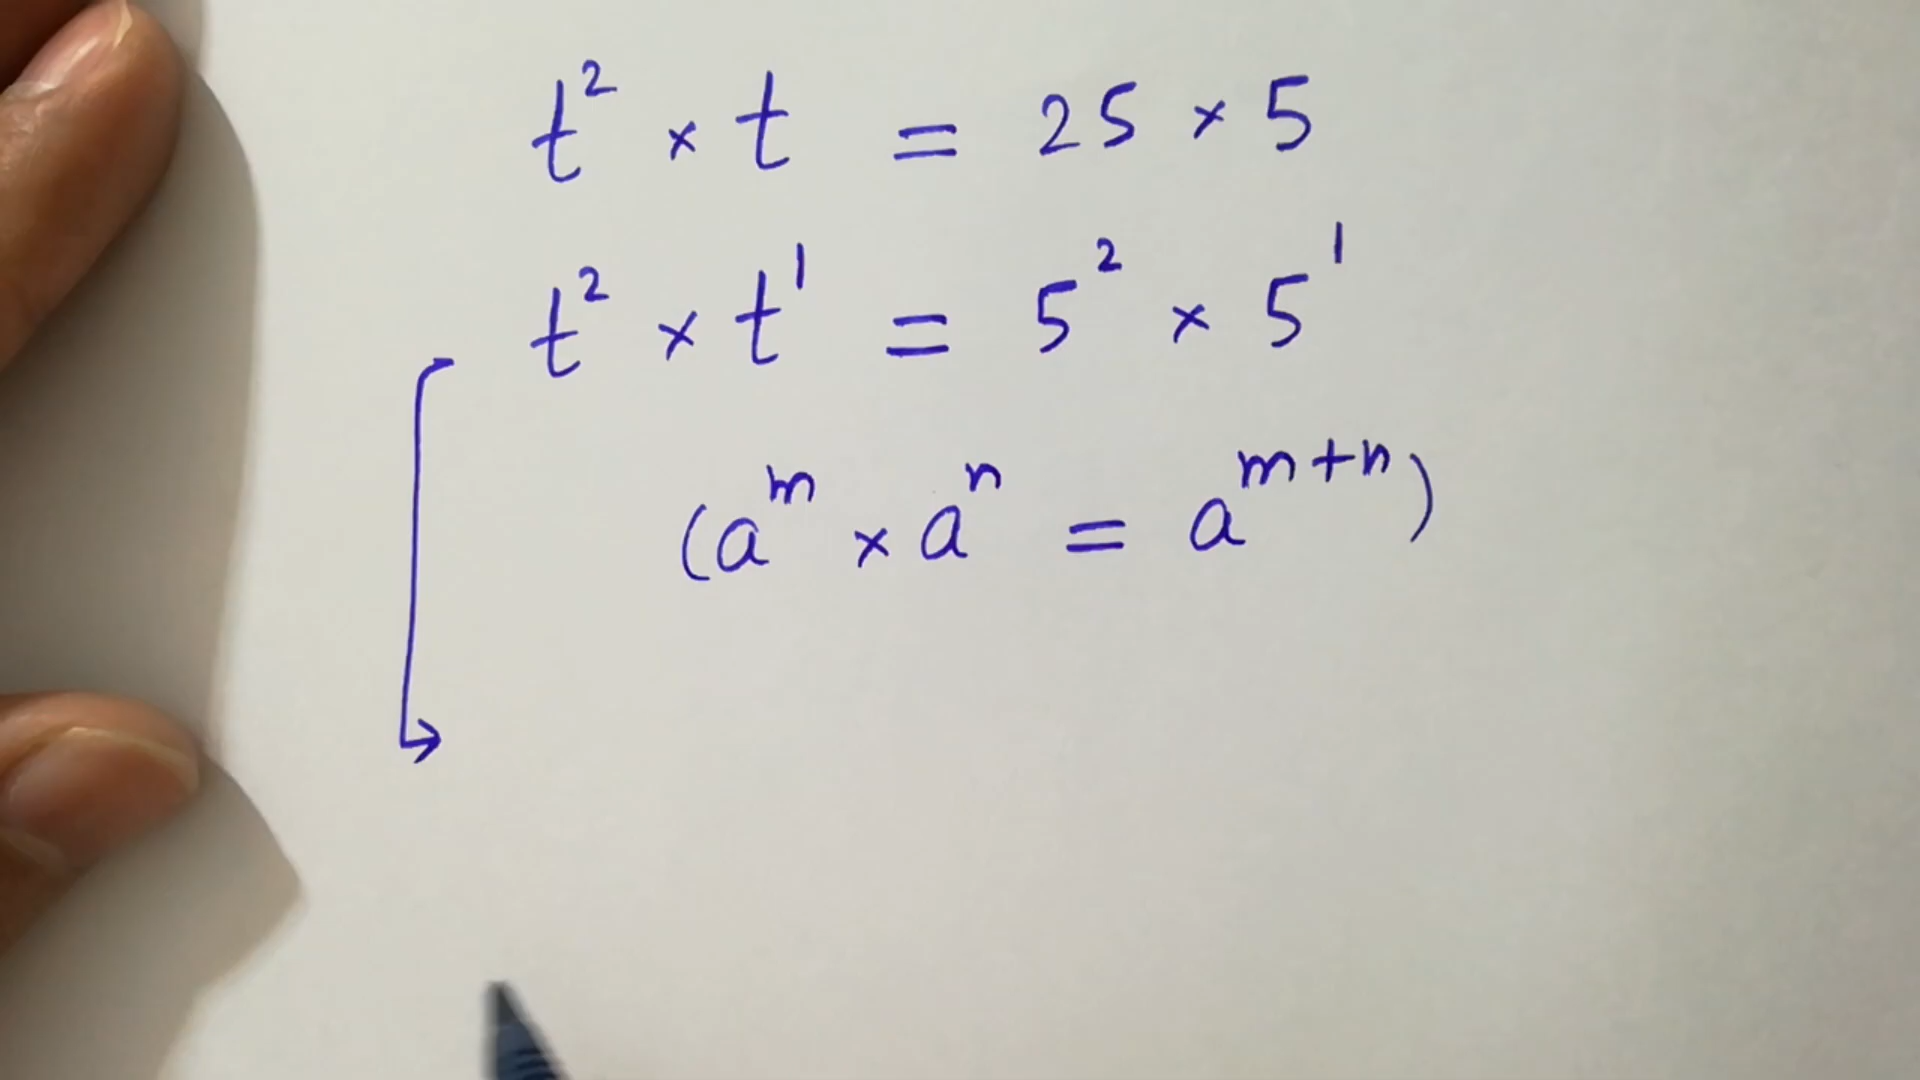 t² × t = 25 × 5
t² × t¹ = 5² × 5¹
(aᵐ × aⁿ = aᵐ⁺ⁿ)